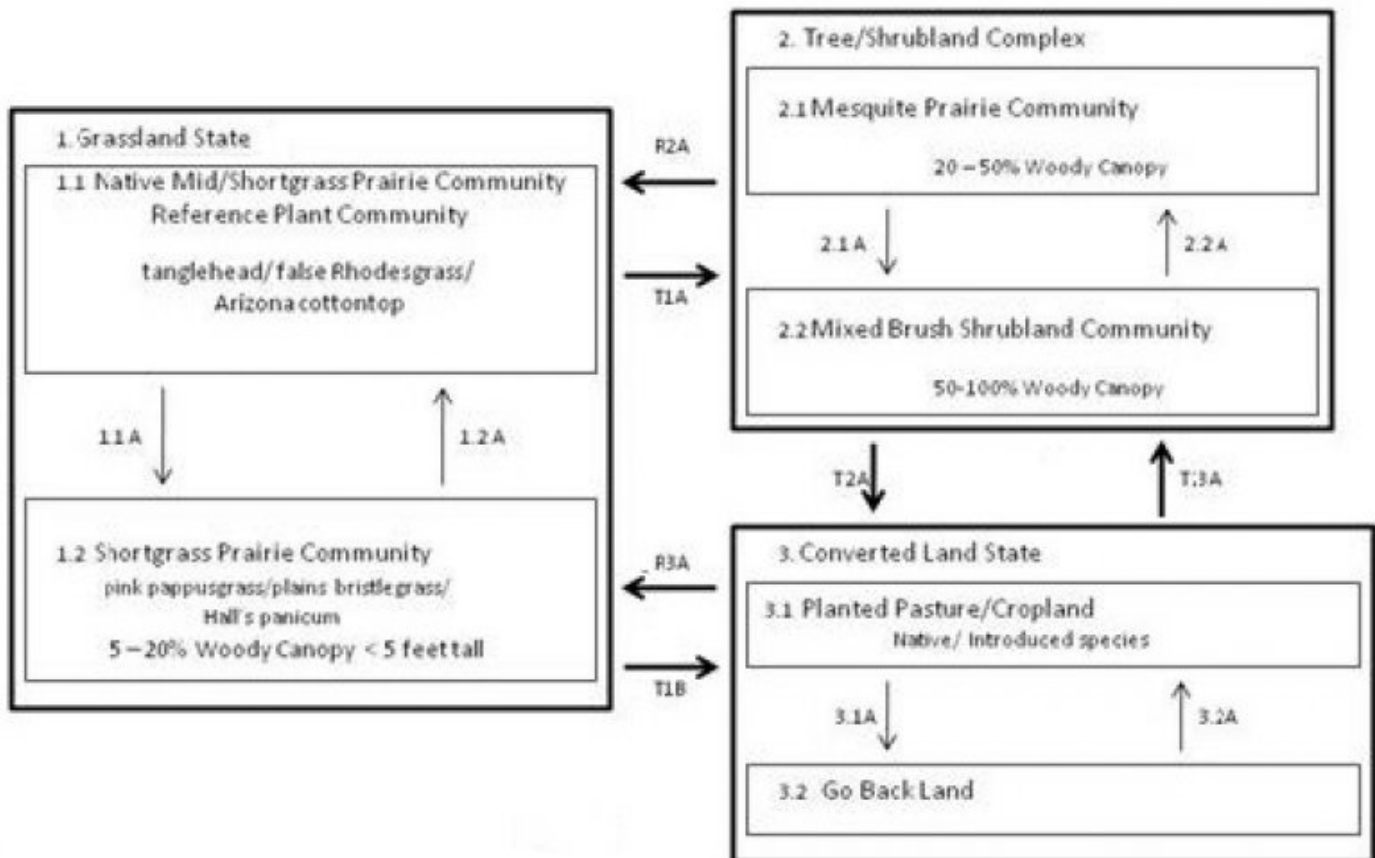 1. Grassland State
1.1 Native Mid/Shortgrass Prairie Community
Reference Plant Community
tanglehead/ false Rhodesgrass/
Arizona cottontop
1.1 A
1.2 A
1.2 Shortgrass Prairie Community
pink pappusgrass/plains bristlegrass/
Hall's panicum
5 – 20% Woody Canopy < 5 feet tall
R2A
T1A
R3A
T1B
2. Tree/Shrubland Complex
2.1 Mesquite Prairie Community
20 – 50% Woody Canopy
2.1 A
2.2 A
2.2 Mixed Brush Shrubland Community
50-100% Woody Canopy
T2A
T3A
3. Converted Land State
3.1 Planted Pasture/Cropland
Native/ Introduced species
3.1A
3.2A
3.2 Go Back Land